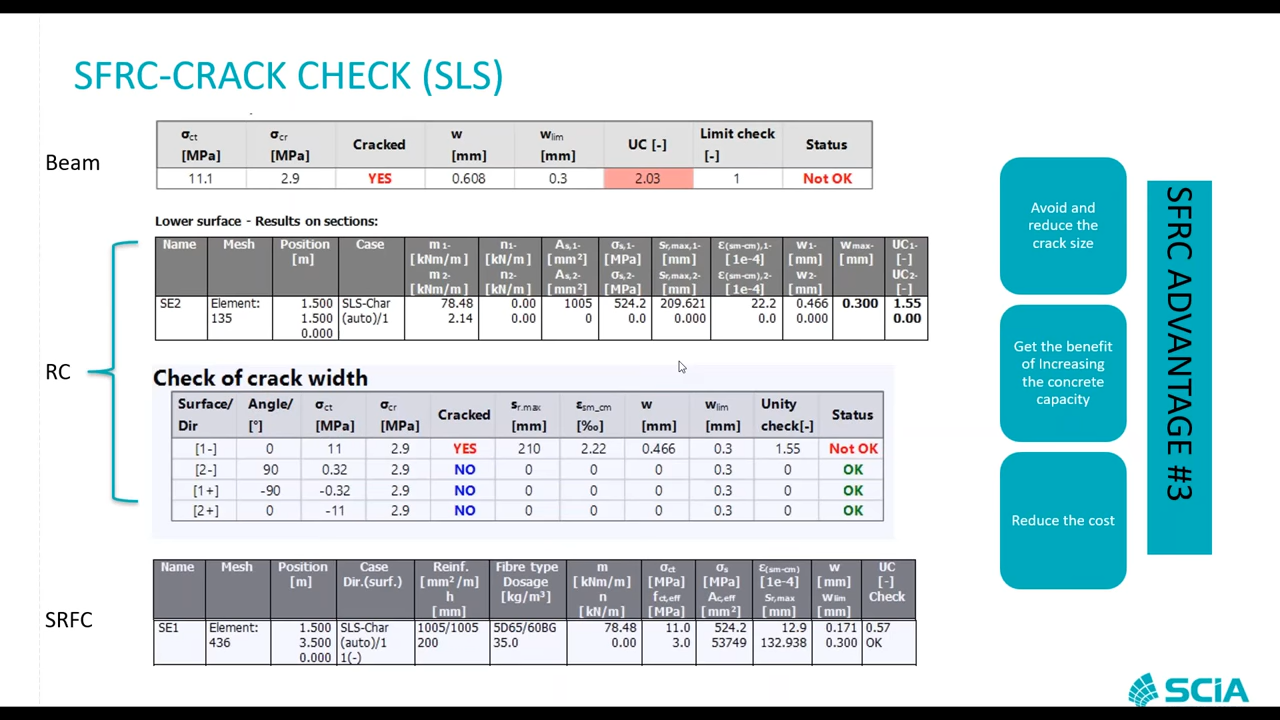 SFRC-CRACK CHECK (SLS)
Beam
σct [MPa] σcr [MPa] Cracked w [mm] wlim [mm] UC [-] Limit check [-] Status
11.1 2.9 YES 0.608 0.3 2.03 1 Not OK
Lower surface - Results on sections:
RC
Name Mesh Position [m] Case m1- [kNm/m] m2- [kNm/m] n1- [kN/m] n2- [kN/m] As,1- [mm²] As,2- [mm²] σs,1- [MPa] σs,2- [MPa] Sr,max,1- [mm] Sr,max,2- [mm] ε(sm-cm),1- [1e-4] ε(sm-cm),2- [1e-4] w1- [mm] w2- [mm] wmax- [mm] UC1- [-] UC2- [-]
SE2 Element: 1.500 SLS-Char 78.48 0.00 1005 524.2 209.621 22.2 0.466 0.300 1.55
135 1.500 (auto)/1 2.14 0.00 0 0.0 0.000 0.0 0.000 0.00
0.000
Check of crack width
Surface/ Dir Angle/ [°] σct [MPa] σcr [MPa] Cracked sr.max [mm] εsm_cm [‰] w [mm] wlim [mm] Unity check[-] Status
[1-] 0 11 2.9 YES 210 2.22 0.466 0.3 1.55 Not OK
[2-] 90 0.32 2.9 NO 0 0 0 0.3 0 OK
[1+] -90 -0.32 2.9 NO 0 0 0 0.3 0 OK
[2+] 0 -11 2.9 NO 0 0 0 0.3 0 OK
SRFC
Name Mesh Position [m] Case Dir.(surf.) Reinf. [mm²/m] h [mm] Fibre type Dosage [kg/m³] m [kNm/m] n [kN/m] σct [MPa] fct,eff [MPa] σs [MPa] Ac,eff [mm²] ε(sm-cm) [1e-4] Sr,max [mm] w [mm] wlim [mm] UC [-] Check
SE1 Element: 1.500 SLS-Char 1005/1005 5D65/60BG 78.48 11.0 524.2 12.9 0.171 0.57
436 3.500 (auto)/1 200 35.0 0.00 3.0 53749 132.938 0.300 OK
0.000 1(-)
Avoid and
reduce the
crack size
Get the benefit
of Increasing
the concrete
capacity
Reduce the cost
SFRC ADVANTAGE #3
SCIA